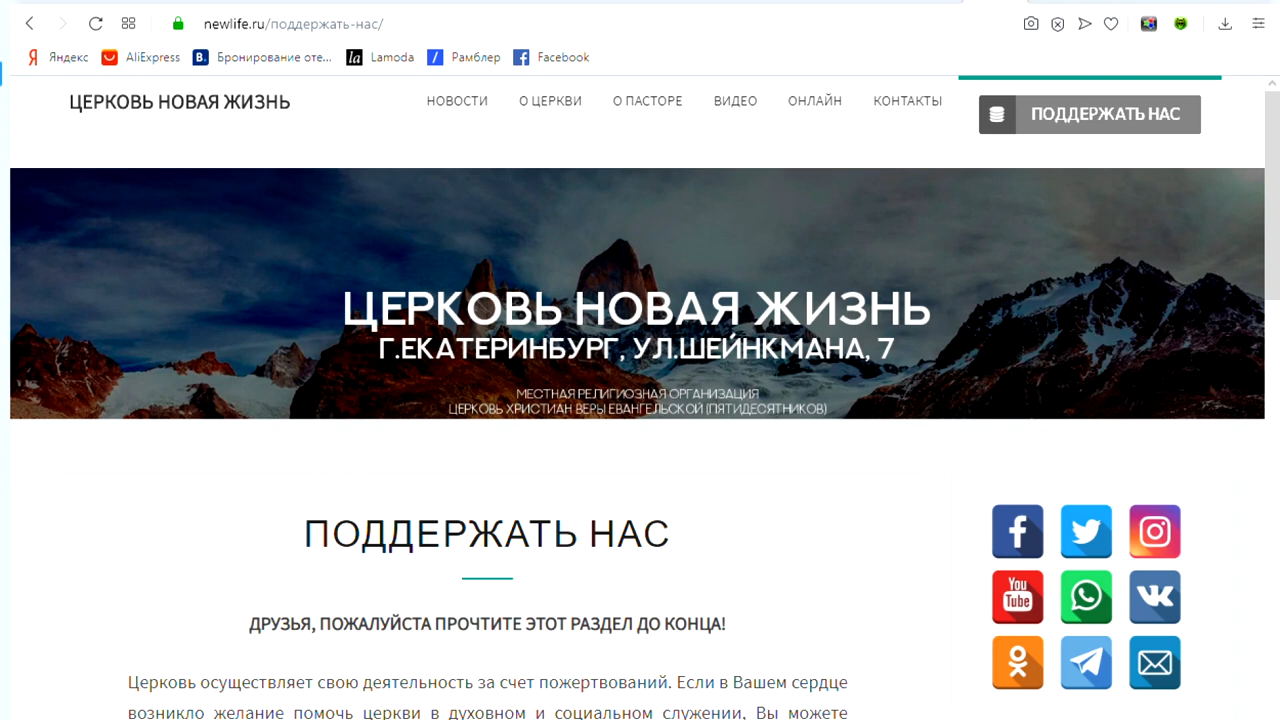 newlife.ru/поддержать-нас/
Я Яндекс AliExpress B. Бронирование оте... la Lamoda Рамблер Facebook
ЦЕРКОВЬ НОВАЯ ЖИЗНЬ
НОВОСТИ О ЦЕРКВИ О ПАСТОРЕ ВИДЕО ОНЛАЙН КОНТАКТЫ
ПОДДЕРЖАТЬ НАС
ЦЕРКОВЬ НОВАЯ ЖИЗНЬ
Г.ЕКАТЕРИНБУРГ, УЛ.ШЕЙНКМАНА, 7
МЕСТНАЯ РЕЛИГИОЗНАЯ ОРГАНИЗАЦИЯ
ЦЕРКОВЬ ХРИСТИАН ВЕРЫ ЕВАНГЕЛЬСКОЙ (ПЯТИДЕСЯТНИКОВ)
ПОДДЕРЖАТЬ НАС
ДРУЗЬЯ, ПОЖАЛУЙСТА ПРОЧТИТЕ ЭТОТ РАЗДЕЛ ДО КОНЦА!
Церковь осуществляет свою деятельность за счет пожертвований. Если в Вашем сердце
возникло желание помочь церкви в духовном и социальном служении, Вы можете
You
Tube